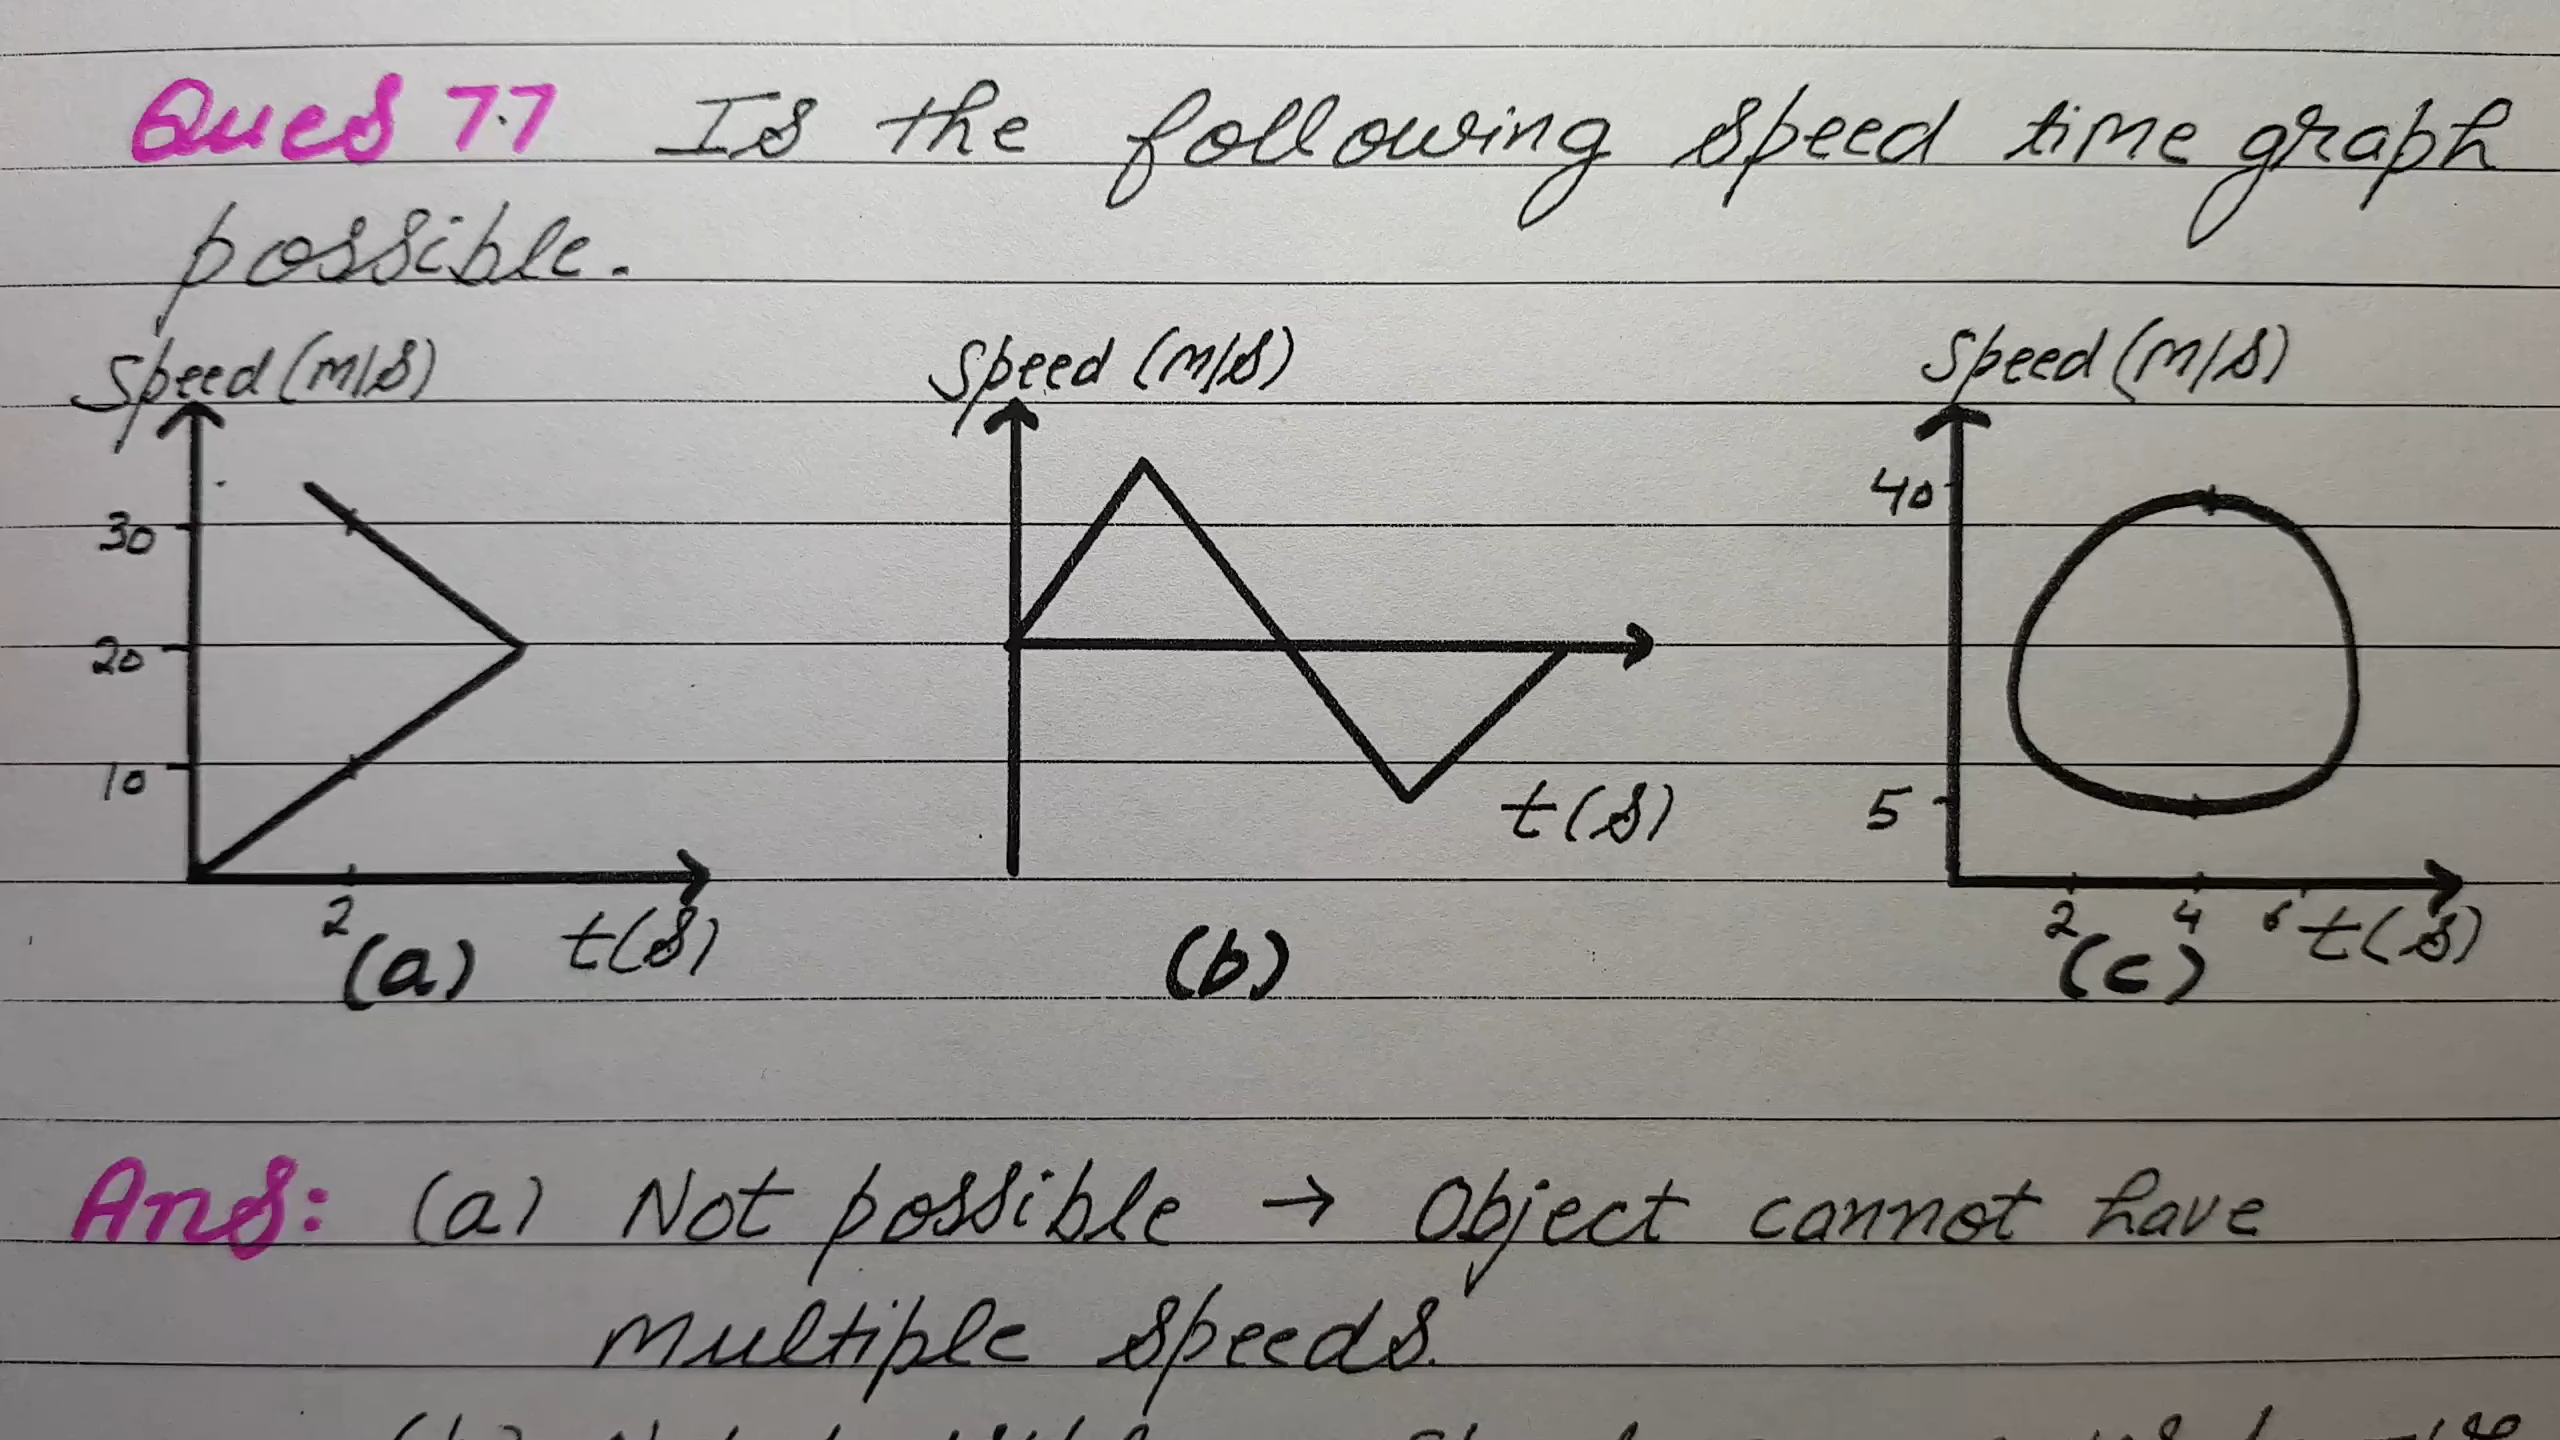 Ques 7.7 Is the following speed time graph
possible.
Speed (m/s)
30
20
10
2
t(s)
(a)
Speed (m/s)
t(s)
(b)
Speed (m/s)
40
5
2 4 6 t(s)
(c)
Ans: (a) Not possible → Object cannot have
multiple speeds.